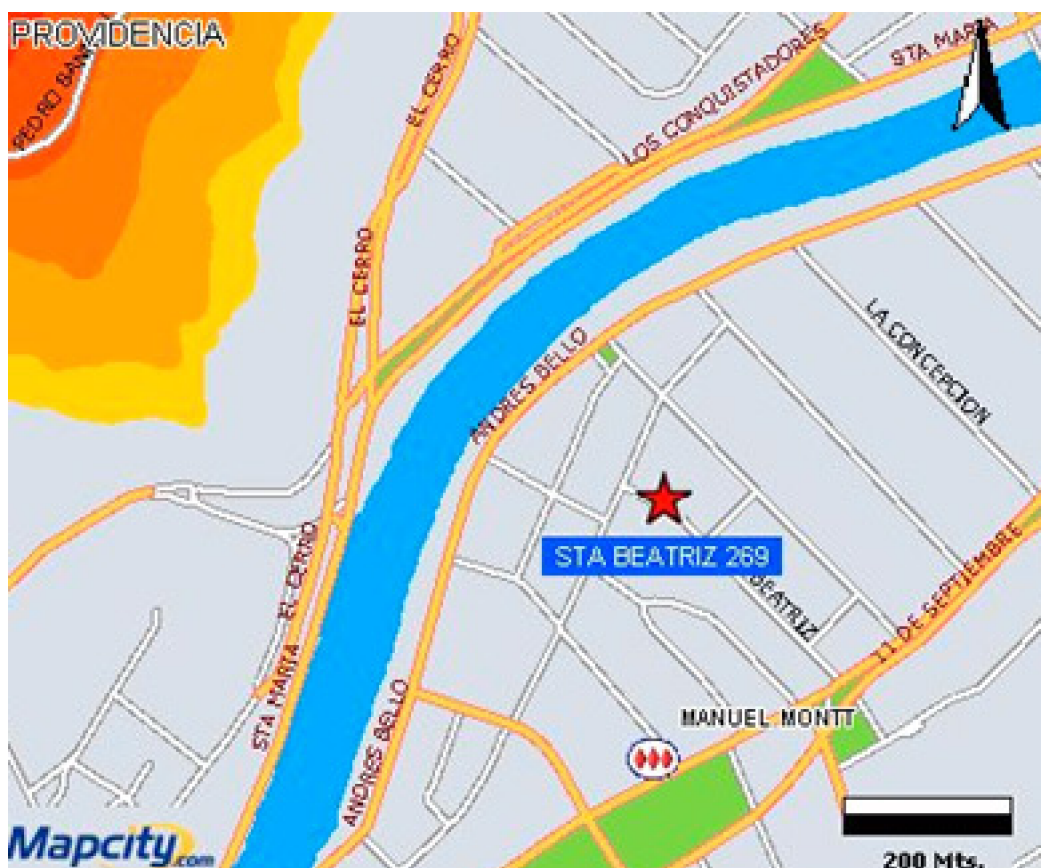 PROVIDENCIA
STA MARIA
EL CERRO
LOS CONQUISTADORES
EL CERRO
ANDRES BELLO
LA CONCEPCION
STA BEATRIZ 269
BEATRIZ
EL CERRO
11 DE SEPTIEMBRE
STA MARIA
MANUEL MONTT
ANDRES BELLO
Mapcity.com
200 Mts.